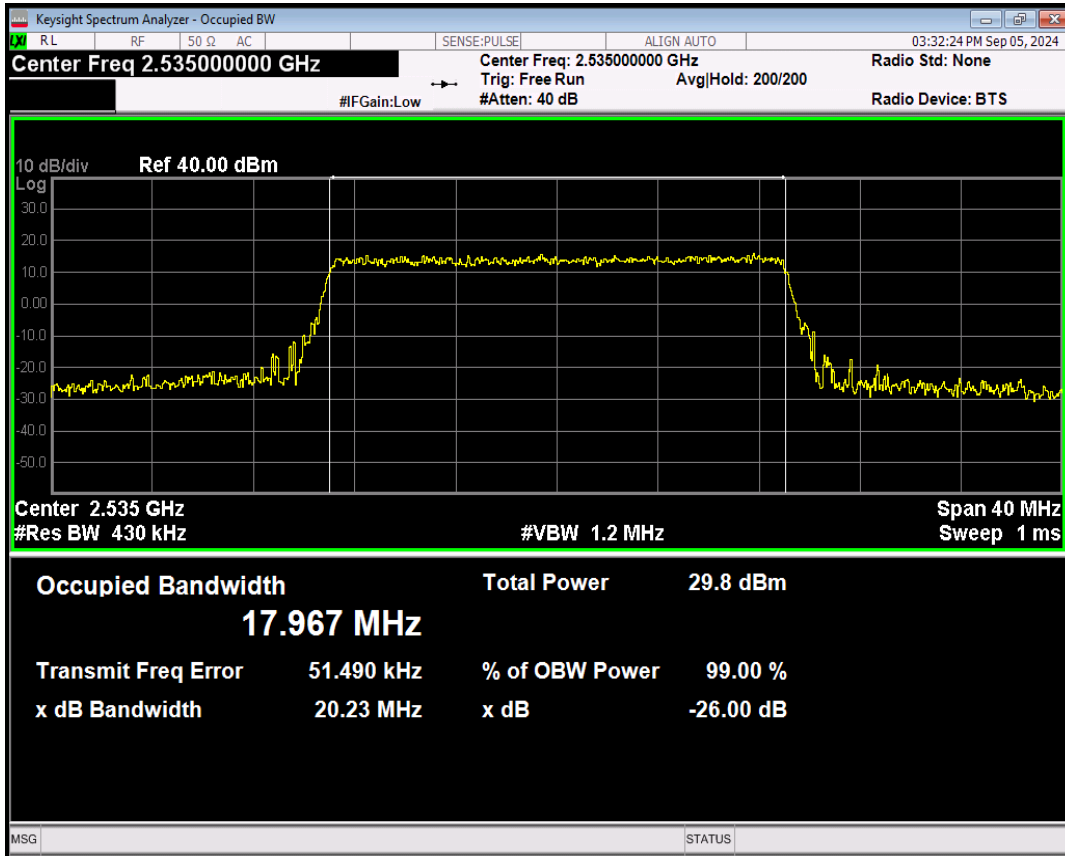 Keysight Spectrum Analyzer - Occupied BW
LXI RL RF 50 Ω AC SENSE:PULSE ALIGN AUTO 03:32:24 PM Sep 05, 2024
Center Freq 2.535000000 GHz Center Freq: 2.535000000 GHz Radio Std: None
Trig: Free Run Avg|Hold: 200/200
#IFGain:Low #Atten: 40 dB Radio Device: BTS
10 dB/div Ref 40.00 dBm
Log
30.0
20.0
10.0
0.00
-10.0
-20.0
-30.0
-40.0
-50.0
Center 2.535 GHz Span 40 MHz
#Res BW 430 kHz #VBW 1.2 MHz Sweep 1 ms
Occupied Bandwidth Total Power 29.8 dBm
17.967 MHz
Transmit Freq Error 51.490 kHz % of OBW Power 99.00 %
x dB Bandwidth 20.23 MHz x dB -26.00 dB
MSG STATUS